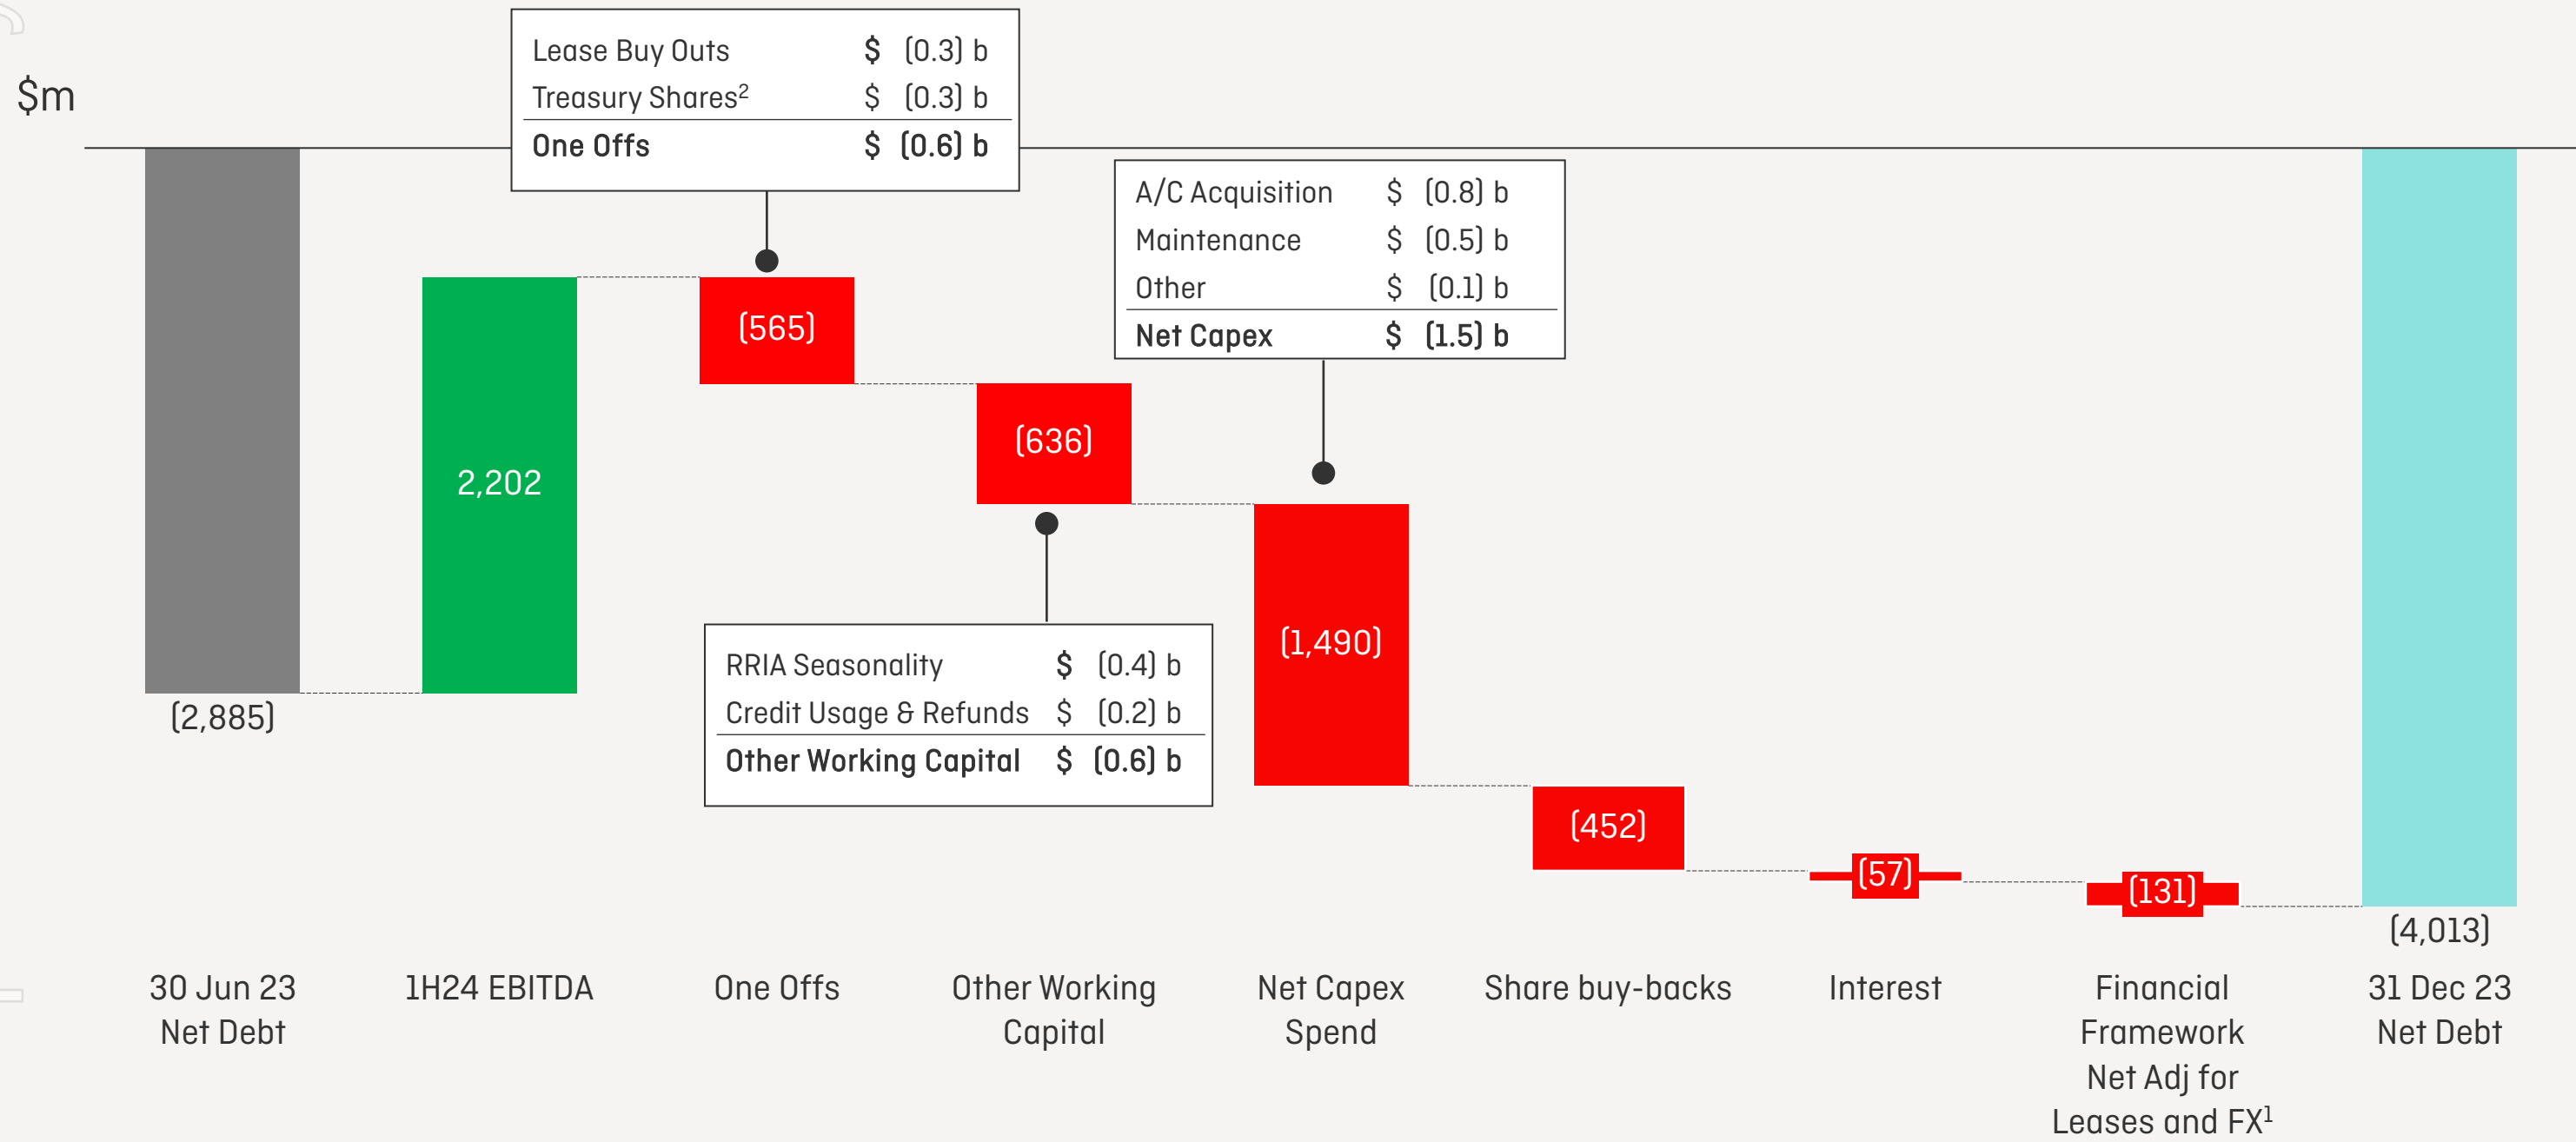 $m
Lease Buy Outs $ (0.3) b
Treasury Shares² $ (0.3) b
One Offs $ (0.6) b
A/C Acquisition $ (0.8) b
Maintenance $ (0.5) b
Other $ (0.1) b
Net Capex $ (1.5) b
RRIA Seasonality $ (0.4) b
Credit Usage & Refunds $ (0.2) b
Other Working Capital $ (0.6) b
(2,885)
2,202
(565)
(636)
(1,490)
(452)
(57)
(131)
(4,013)
30 Jun 23
Net Debt
1H24 EBITDA
One Offs
Other Working
Capital
Net Capex
Spend
Share buy-backs
Interest
Financial
Framework
Net Adj for
Leases and FX¹
31 Dec 23
Net Debt